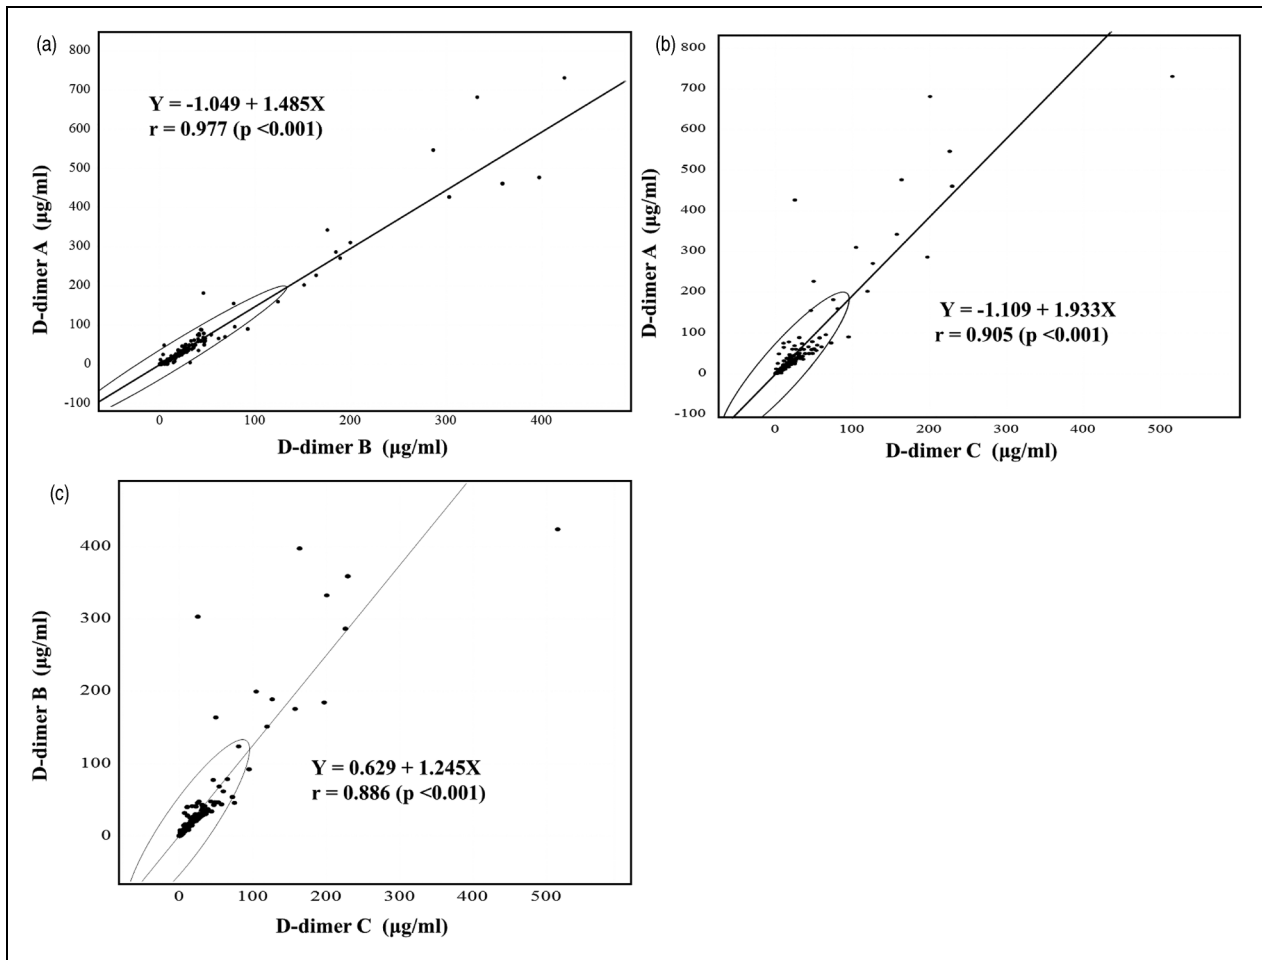 (a)
800
700
600
500
400
300
200
100
0
-100
D-dimer A (µg/ml)
Y = -1.049 + 1.485X
r = 0.977 (p <0.001)
0 100 200 300 400
D-dimer B (µg/ml)
(b)
800
700
600
500
400
300
200
100
0
-100
D-dimer A (µg/ml)
Y = -1.109 + 1.933X
r = 0.905 (p <0.001)
0 100 200 300 400 500
D-dimer C (µg/ml)
(c)
400
300
200
100
0
D-dimer B (µg/ml)
Y = 0.629 + 1.245X
r = 0.886 (p <0.001)
0 100 200 300 400 500
D-dimer C (µg/ml)